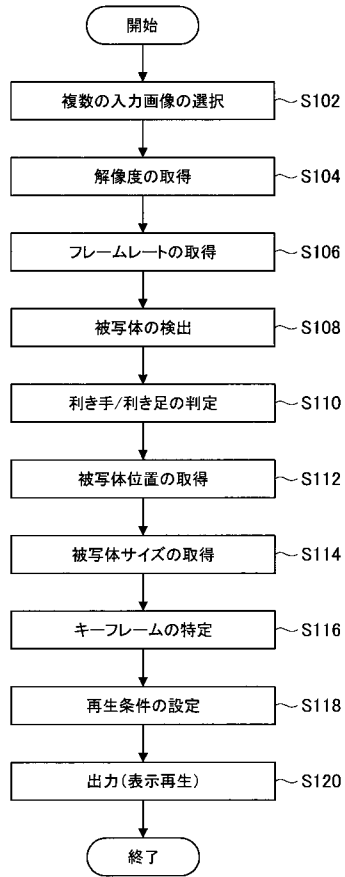 開始
複数の入力画像の選択 S102
解像度の取得 S104
フレームレートの取得 S106
被写体の検出 S108
利き手/利き足の判定 S110
被写体位置の取得 S112
被写体サイズの取得 S114
キーフレームの特定 S116
再生条件の設定 S118
出力(表示再生) S120
終了